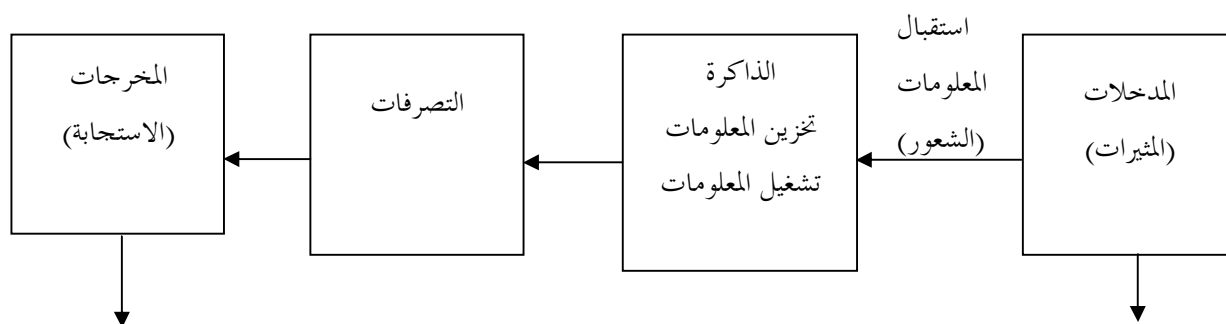 المدخلات
(المثيرات)
استقبال
المعلومات
(الشعور)
الذاكرة
تخزين المعلومات
تشغيل المعلومات
التصرفات
المخرجات
(الاستجابة)